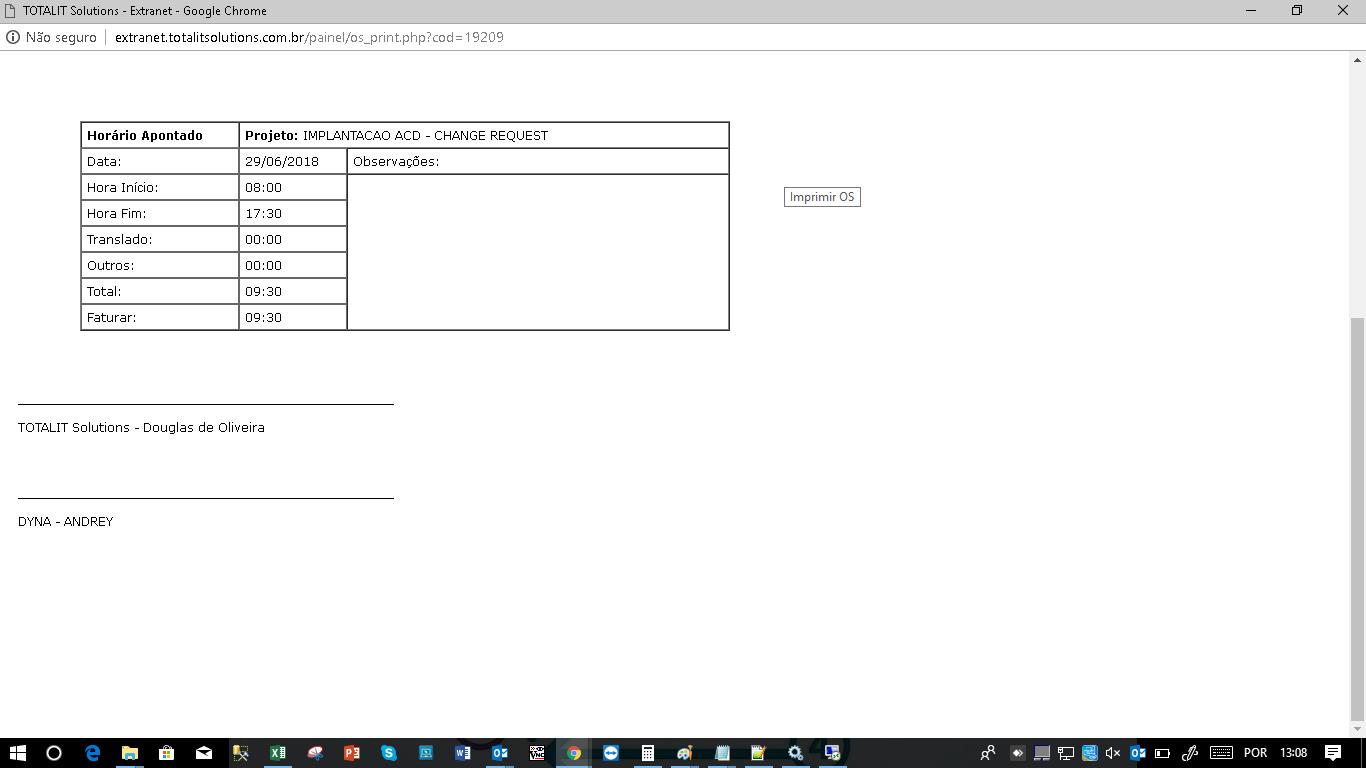 TOTALIT Solutions - Extranet - Google Chrome
Não seguro extranet.totalitsolutions.com.br/painel/os_print.php?cod=19209
Horário Apontado Projeto: IMPLANTACAO ACD - CHANGE REQUEST
Data: 29/06/2018 Observações:
Hora Início: 08:00
Imprimir OS
Hora Fim: 17:30
Translado: 00:00
Outros: 00:00
Total: 09:30
Faturar: 09:30
TOTALIT Solutions - Douglas de Oliveira
DYNA - ANDREY
POR 13:08